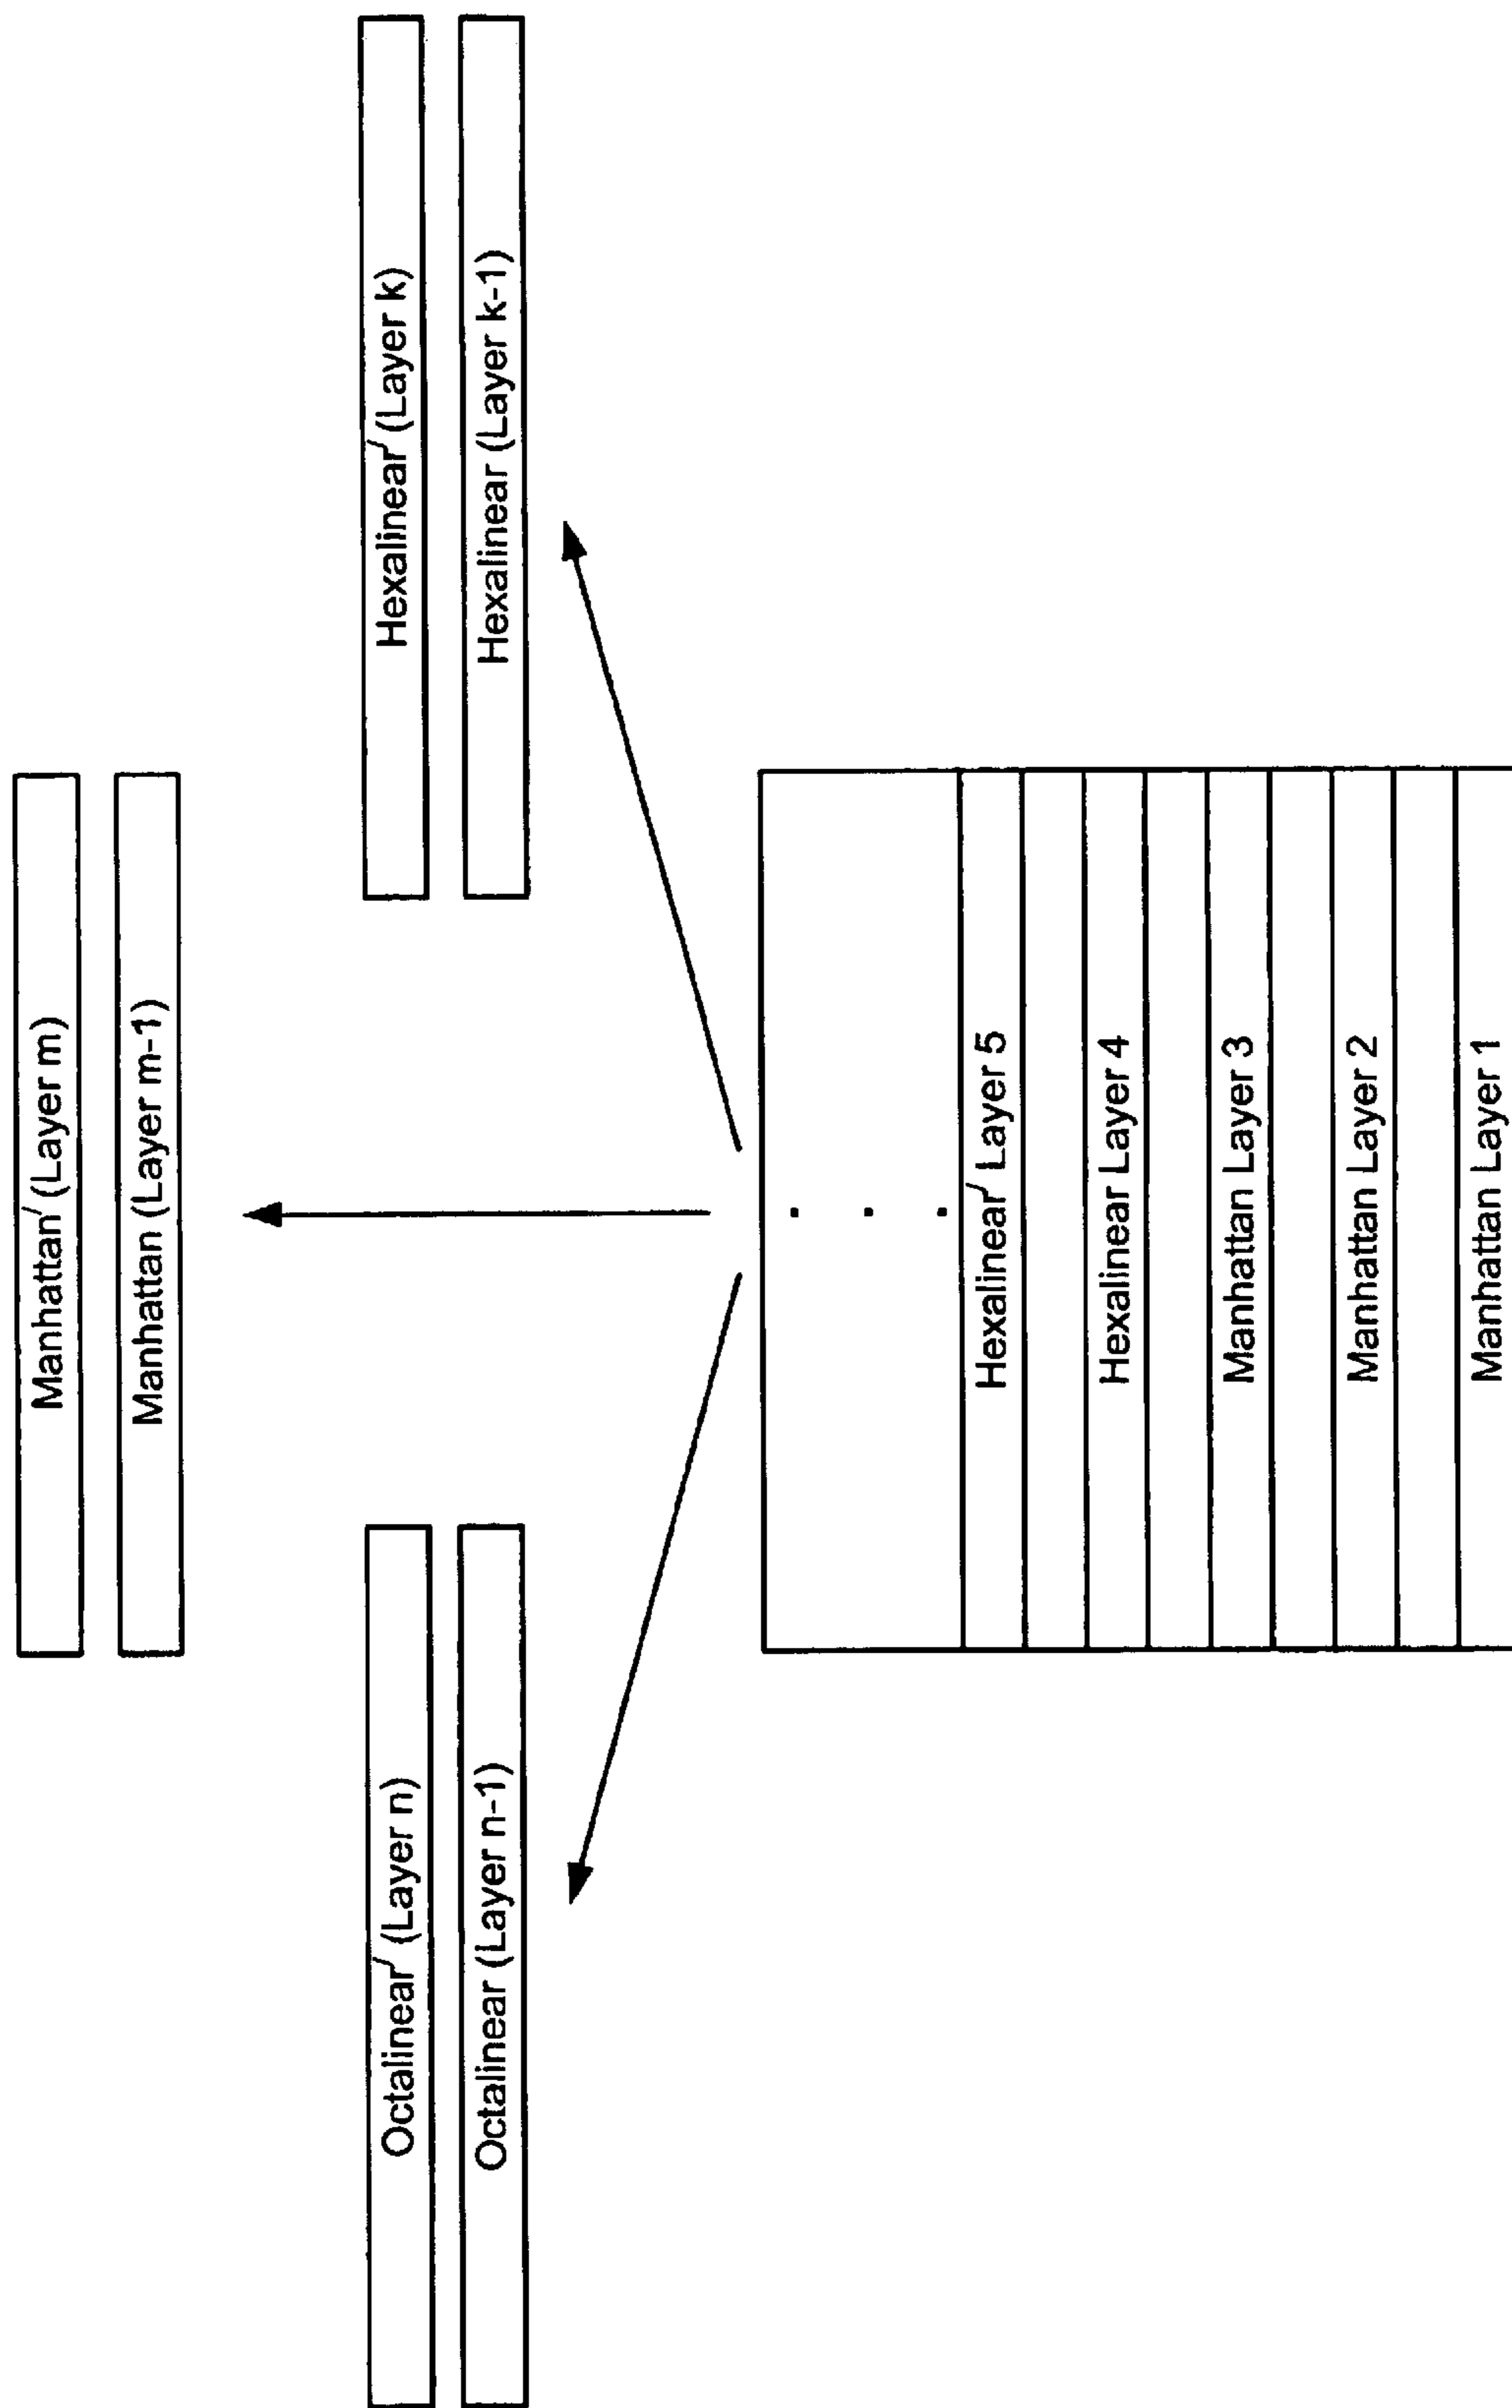 Manhattan′ (Layer m)
Manhattan (Layer m-1)
Octalinear′ (Layer n)
Octalinear (Layer n-1)
Hexalinear′ (Layer k)
Hexalinear (Layer k-1)
. . .
Hexalinear′ Layer 5
Hexalinear Layer 4
Manhattan Layer 3
Manhattan Layer 2
Manhattan Layer 1